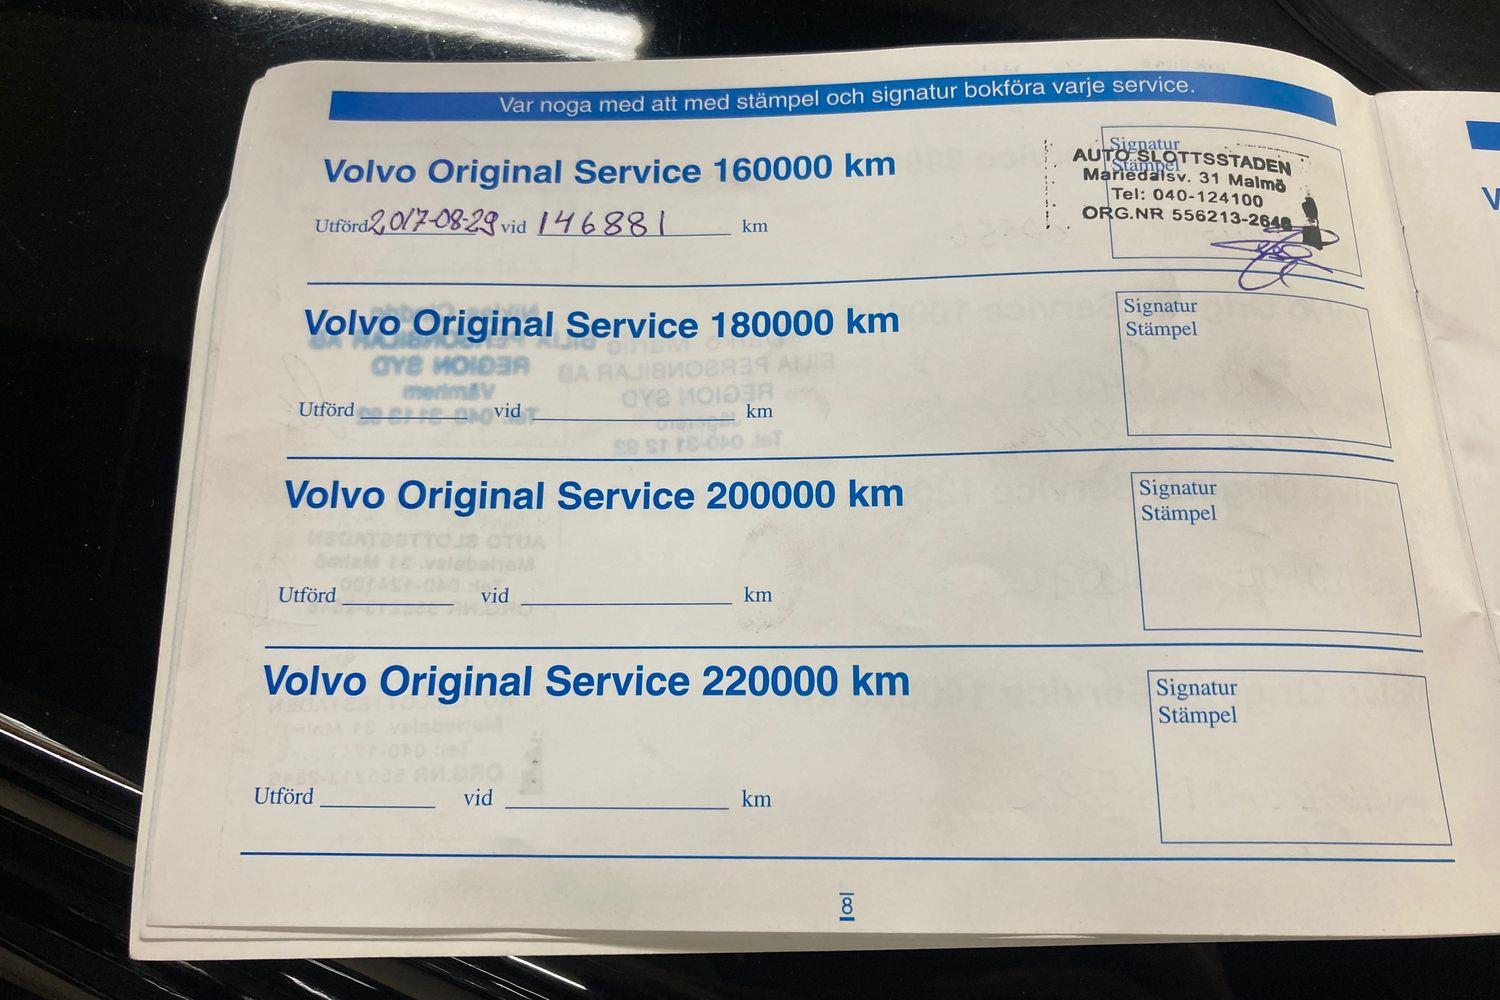 Var noga med att med stämpel och signatur bokföra varje service.
Volvo Original Service 160000 km
Utförd 2017-08-29 vid 146881 km
Signatur
Stämpel
AUTO SLOTTSSTADEN
Mariedalsv. 31 Malmö
Tel: 040-124100
ORG.NR 556213-2646
Volvo Original Service 180000 km
Utförd vid km
Signatur
Stämpel
Volvo Original Service 200000 km
Utförd vid km
Signatur
Stämpel
Volvo Original Service 220000 km
Utförd vid km
Signatur
Stämpel
8
V